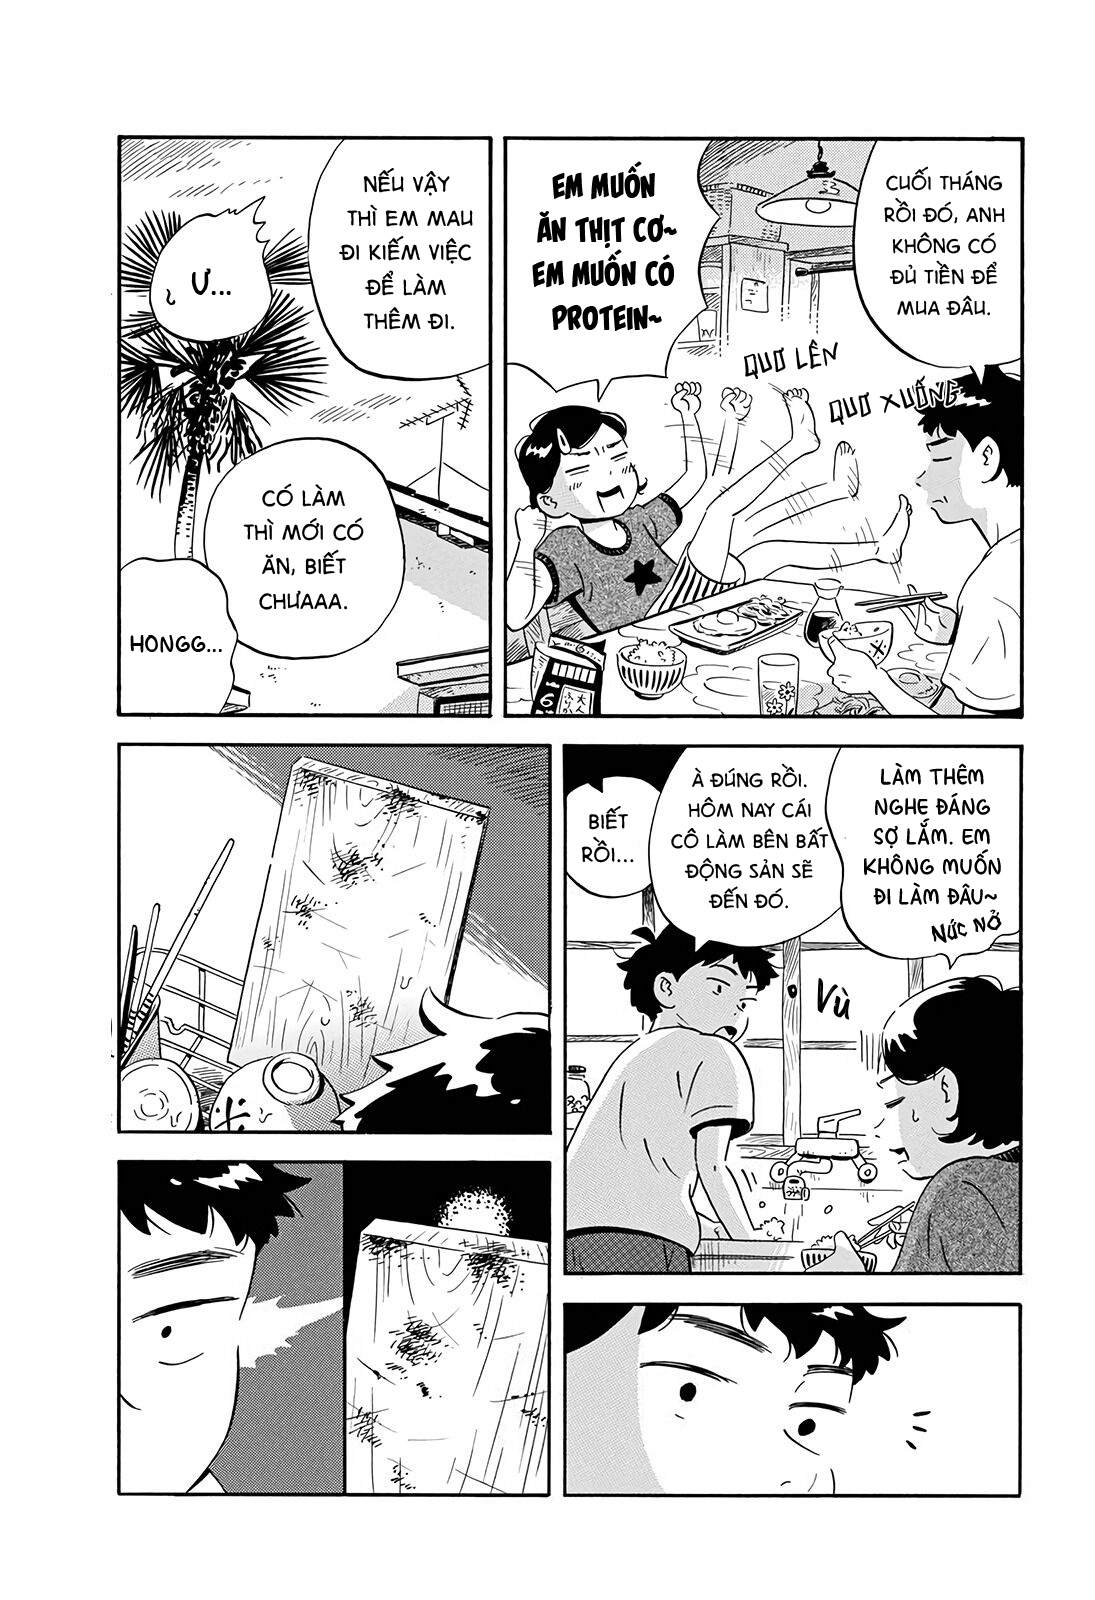 CUỐI THÁNG
RỒI ĐÓ, ANH
KHÔNG CÓ
ĐỦ TIỀN ĐỂ
MUA ĐÂU.
EM MUỐN
ĂN THỊT CƠ~
EM MUỐN CÓ
PROTEIN~
QUƠ LÊN
QUƠ XUỐNG
6
大人
NẾU VẬY
THÌ EM MAU
ĐI KIẾM VIỆC
ĐỂ LÀM
THÊM ĐI.
Ư...
CÓ LÀM
THÌ MỚI CÓ
ĂN, BIẾT
CHƯAAA.
HONGG...
LÀM THÊM
NGHE ĐÁNG
SỢ LẮM. EM
KHÔNG MUỐN
ĐI LÀM ĐÂU~
NỨC NỞ
À ĐÚNG RỒI.
HÔM NAY CÁI
CÔ LÀM BÊN BẤT
ĐỘNG SẢN SẼ
ĐẾN ĐÓ.
BIẾT
RỒI...
VÙ